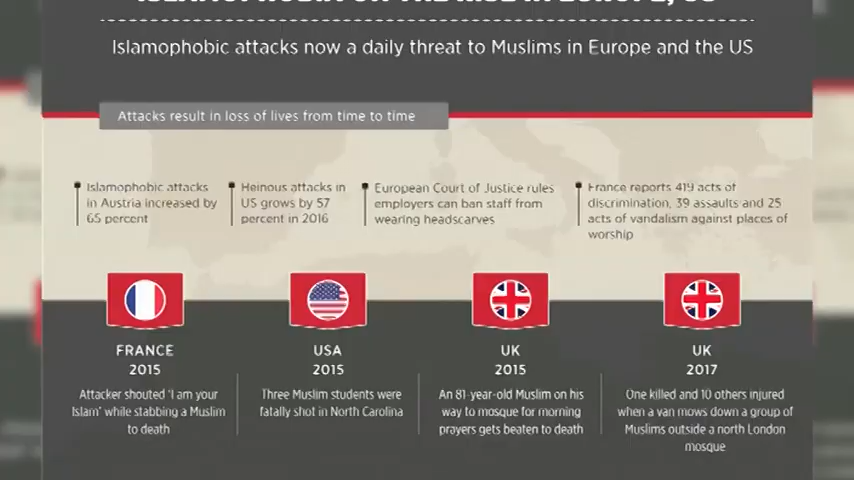 Islamophobic attacks now a daily threat to Muslims in Europe and the US
Attacks result in loss of lives from time to time
Islamophobic attacks
in Austria increased by
65 percent
Heinous attacks in
US grows by 57
percent in 2016
European Court of Justice rules
employers can ban staff from
wearing headscarves
France reports 419 acts of
discrimination, 39 assaults and 25
acts of vandalism against places of
worship
FRANCE
2015
Attacker shouted 'I am your
Islam' while stabbing a Muslim
to death
USA
2015
Three Muslim students were
fatally shot in North Carolina
UK
2015
An 81-year-old Muslim on his
way to mosque for morning
prayers gets beaten to death
UK
2017
One killed and 10 others injured
when a van mows down a group of
Muslims outside a north London
mosque